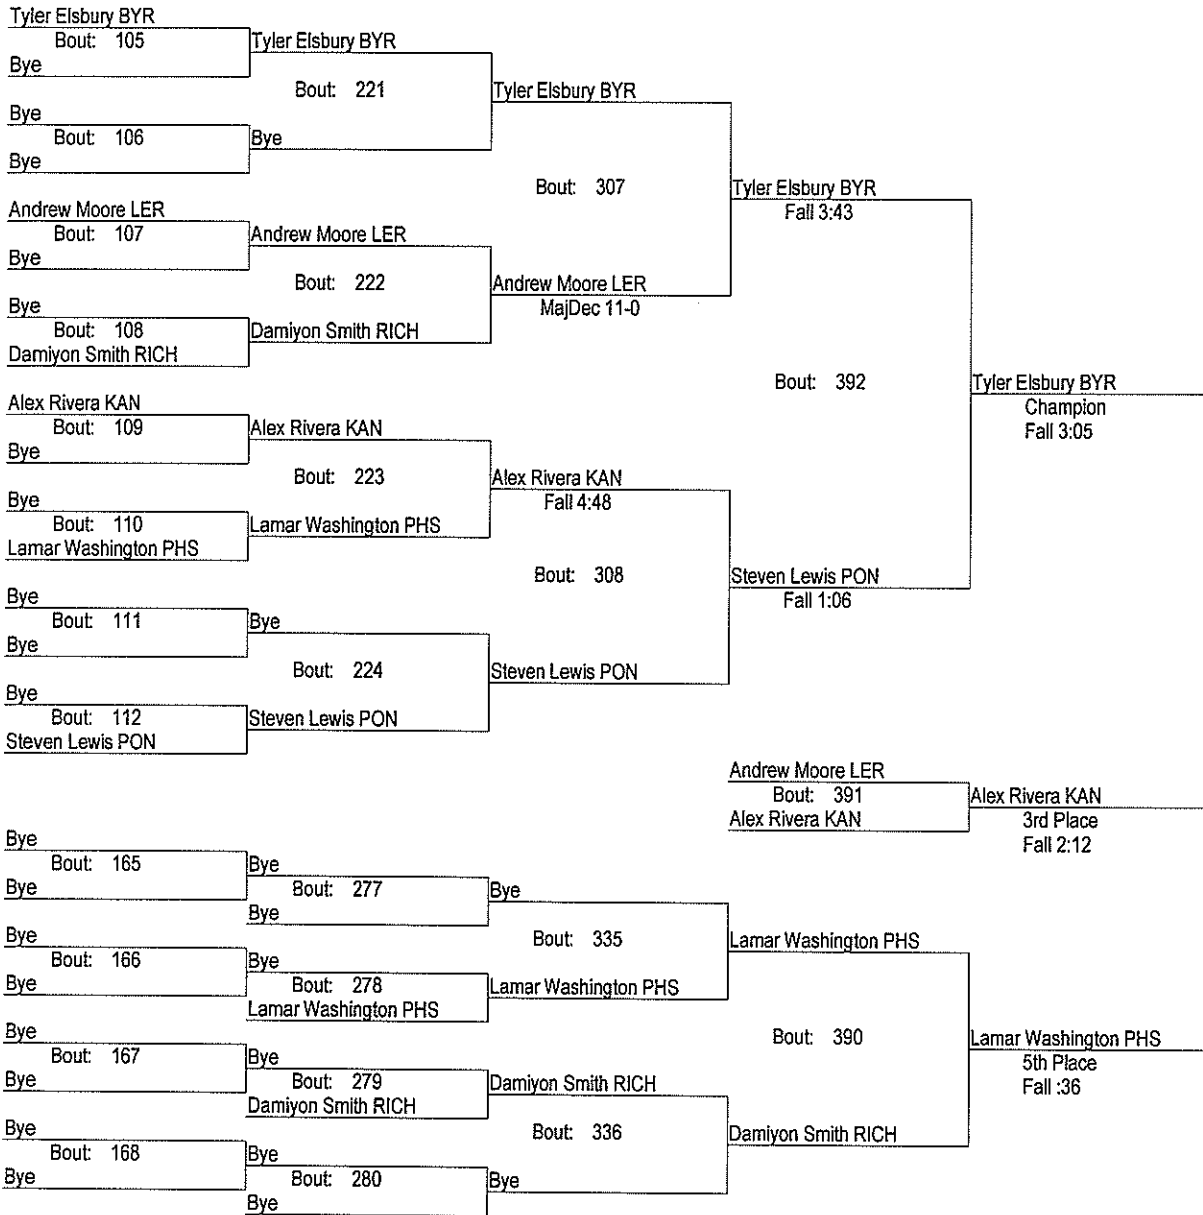 Tyler Elsbury BYR
Bout: 105
Bye
Tyler Elsbury BYR
Bout: 221
Bye
Bout: 106
Bye
Bye
Tyler Elsbury BYR
Bout: 307
Andrew Moore LER
Bout: 107
Bye
Andrew Moore LER
Bout: 222
Bye
Bout: 108
Damiyon Smith RICH
Damiyon Smith RICH
Andrew Moore LER
MajDec 11-0
Tyler Elsbury BYR
Fall 3:43
Bout: 392
Alex Rivera KAN
Bout: 109
Bye
Alex Rivera KAN
Bout: 223
Bye
Bout: 110
Lamar Washington PHS
Lamar Washington PHS
Alex Rivera KAN
Fall 4:48
Bout: 308
Bye
Bout: 111
Bye
Bye
Bout: 224
Bye
Bout: 112
Steven Lewis PON
Steven Lewis PON
Steven Lewis PON
Steven Lewis PON
Fall 1:06
Tyler Elsbury BYR
Champion
Fall 3:05
Andrew Moore LER
Bout: 391
Alex Rivera KAN
Alex Rivera KAN
3rd Place
Fall 2:12
Bye
Bout: 165
Bye
Bye
Bout: 277
Bye
Bye
Bout: 335
Bye
Bout: 166
Bye
Bye
Bout: 278
Lamar Washington PHS
Lamar Washington PHS
Lamar Washington PHS
Bout: 390
Bye
Bout: 167
Bye
Bye
Bout: 279
Damiyon Smith RICH
Damiyon Smith RICH
Bout: 336
Bye
Bout: 168
Bye
Bye
Bout: 280
Bye
Bye
Damiyon Smith RICH
Lamar Washington PHS
5th Place
Fall :36